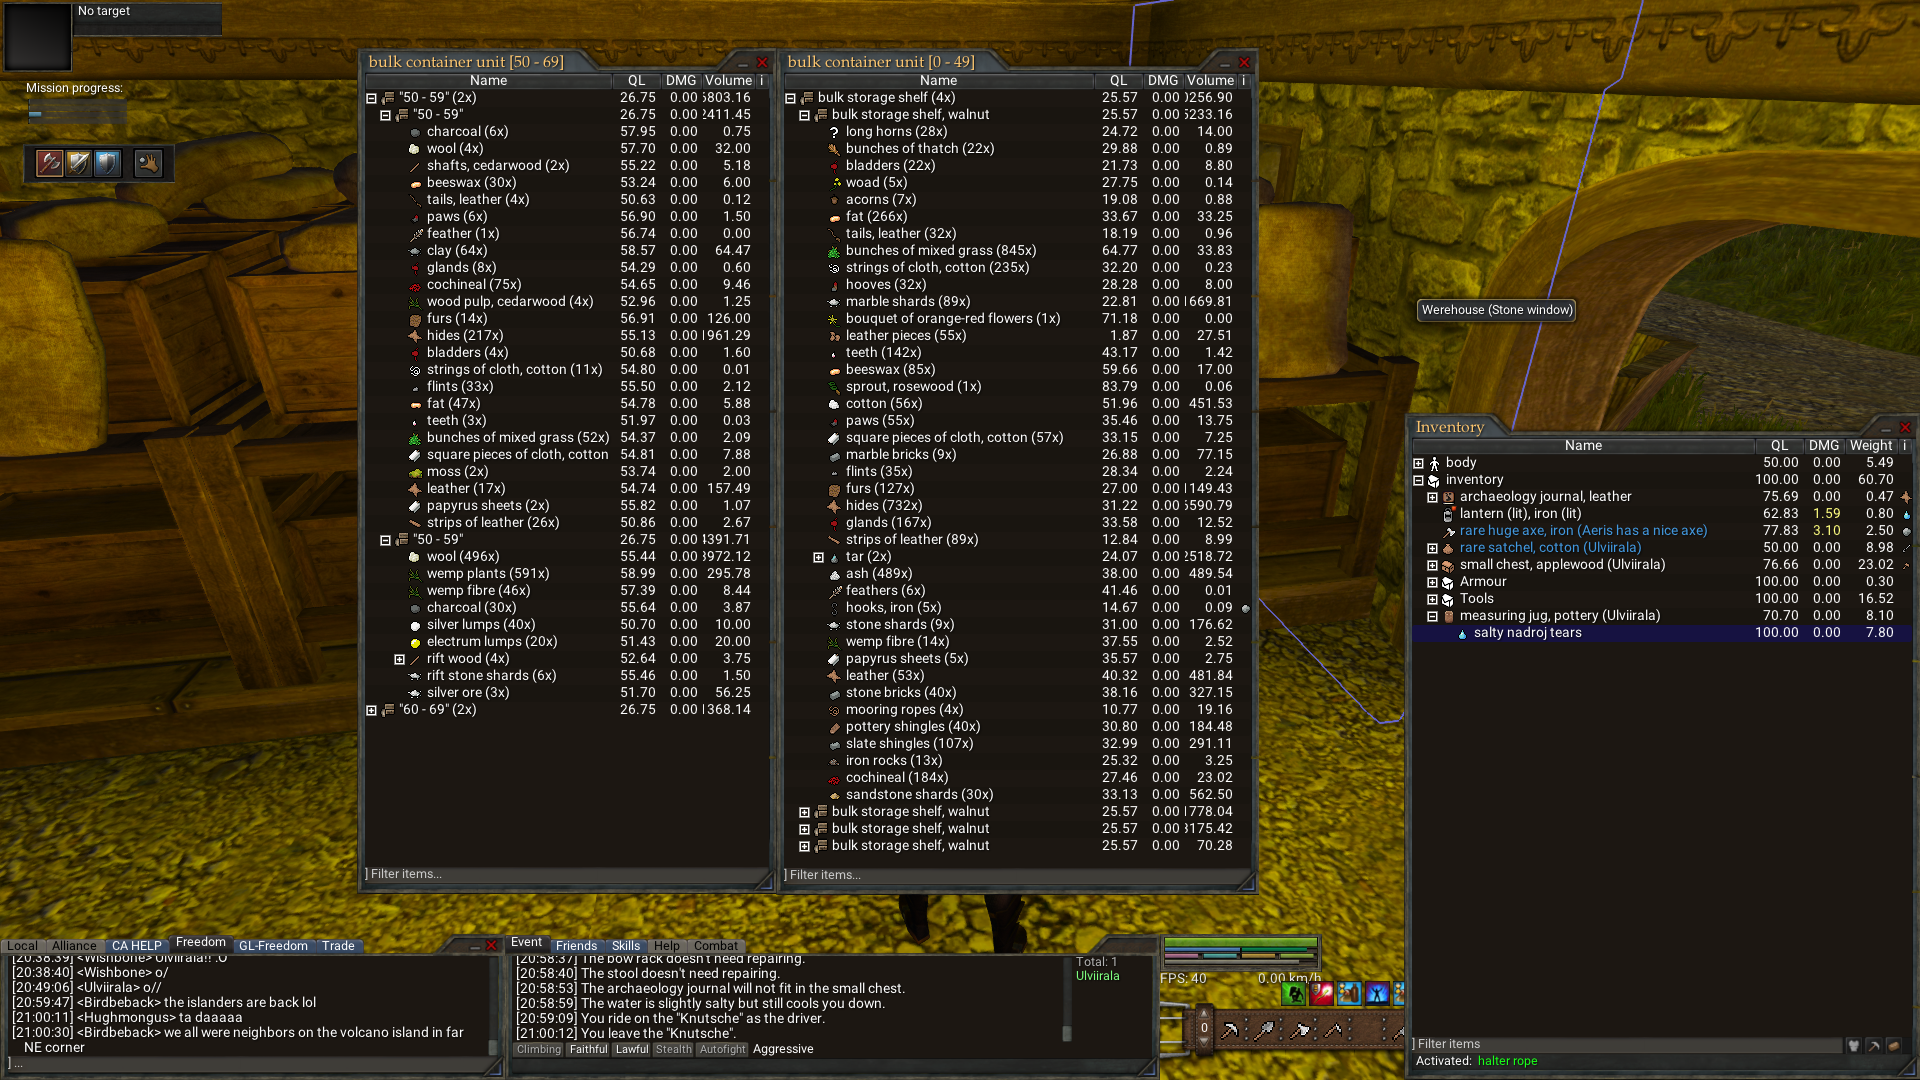 No target
Mission progress:
bulk container unit [50 - 69]
Name QL DMG Volume i
"50 - 59" (2x) 26.75 0.00 5803.16
"50 - 59" 26.75 0.00 2411.45
charcoal (6x) 57.95 0.00 0.75
wool (4x) 57.70 0.00 32.00
shafts, cedarwood (2x) 55.22 0.00 5.18
beeswax (30x) 53.24 0.00 6.00
tails, leather (4x) 50.63 0.00 0.12
paws (6x) 56.90 0.00 1.50
feather (1x) 56.74 0.00 0.00
clay (64x) 58.57 0.00 64.47
glands (8x) 54.29 0.00 0.60
cochineal (75x) 54.65 0.00 9.46
wood pulp, cedarwood (4x) 52.96 0.00 1.25
furs (14x) 56.91 0.00 126.00
hides (217x) 55.13 0.00 1961.29
bladders (4x) 50.68 0.00 1.60
strings of cloth, cotton (11x) 54.80 0.00 0.01
flints (33x) 55.50 0.00 2.12
fat (47x) 54.78 0.00 5.88
teeth (3x) 51.97 0.00 0.03
bunches of mixed grass (52x) 54.37 0.00 2.09
square pieces of cloth, cotton 54.81 0.00 7.88
moss (2x) 53.74 0.00 2.00
leather (17x) 54.74 0.00 157.49
papyrus sheets (2x) 55.82 0.00 1.07
strips of leather (26x) 50.86 0.00 2.67
"50 - 59" 26.75 0.00 4391.71
wool (496x) 55.44 0.00 3972.12
wemp plants (591x) 58.99 0.00 295.78
wemp fibre (46x) 57.39 0.00 8.44
charcoal (30x) 55.64 0.00 3.87
silver lumps (40x) 50.70 0.00 10.00
electrum lumps (20x) 51.43 0.00 20.00
rift wood (4x) 52.64 0.00 3.75
rift stone shards (6x) 55.46 0.00 1.50
silver ore (3x) 51.70 0.00 56.25
"60 - 69" (2x) 26.75 0.00 1368.14
] Filter items...
bulk container unit [0 - 49]
Name QL DMG Volume i
bulk storage shelf (4x) 25.57 0.00 0256.90
bulk storage shelf, walnut 25.57 0.00 5233.16
long horns (28x) 24.72 0.00 14.00
bunches of thatch (22x) 29.88 0.00 0.89
bladders (22x) 21.73 0.00 8.80
woad (5x) 27.75 0.00 0.14
acorns (7x) 19.08 0.00 0.88
fat (266x) 33.67 0.00 33.25
tails, leather (32x) 18.19 0.00 0.96
bunches of mixed grass (845x) 64.77 0.00 33.83
strings of cloth, cotton (235x) 32.20 0.00 0.23
hooves (32x) 28.28 0.00 8.00
marble shards (89x) 22.81 0.00 1669.81
bouquet of orange-red flowers (1x) 71.18 0.00 0.00
leather pieces (55x) 1.87 0.00 27.51
teeth (142x) 43.17 0.00 1.42
beeswax (85x) 59.66 0.00 17.00
sprout, rosewood (1x) 83.79 0.00 0.06
cotton (56x) 51.96 0.00 451.53
paws (55x) 35.46 0.00 13.75
square pieces of cloth, cotton (57x) 33.15 0.00 7.25
marble bricks (9x) 26.88 0.00 77.15
flints (35x) 28.34 0.00 2.24
furs (127x) 27.00 0.00 1149.43
hides (732x) 31.22 0.00 6590.79
glands (167x) 33.58 0.00 12.52
strips of leather (89x) 12.84 0.00 8.99
tar (2x) 24.07 0.00 2518.72
ash (489x) 38.00 0.00 489.54
feathers (6x) 41.46 0.00 0.01
hooks, iron (5x) 14.67 0.00 0.09
stone shards (9x) 31.00 0.00 176.62
wemp fibre (14x) 37.55 0.00 2.52
papyrus sheets (5x) 35.57 0.00 2.75
leather (53x) 40.32 0.00 481.84
stone bricks (40x) 38.16 0.00 327.15
mooring ropes (4x) 10.77 0.00 19.16
pottery shingles (40x) 30.80 0.00 184.48
slate shingles (107x) 32.99 0.00 291.11
iron rocks (13x) 25.32 0.00 3.25
cochineal (184x) 27.46 0.00 23.02
sandstone shards (30x) 33.13 0.00 562.50
bulk storage shelf, walnut 25.57 0.00 1778.04
bulk storage shelf, walnut 25.57 0.00 3175.42
bulk storage shelf, walnut 25.57 0.00 70.28
] Filter items...
Werehouse (Stone window)
Inventory
Name QL DMG Weight i
body 50.00 0.00 5.49
inventory 100.00 0.00 60.70
archaeology journal, leather 75.69 0.00 0.47
lantern (lit), iron (lit) 62.83 1.59 0.80
rare huge axe, iron (Aeris has a nice axe) 77.83 3.10 2.50
rare satchel, cotton (Ulviirala) 50.00 0.00 8.98
small chest, applewood (Ulviirala) 76.66 0.00 23.02
Armour 100.00 0.00 0.30
Tools 100.00 0.00 16.52
measuring jug, pottery (Ulviirala) 70.70 0.00 8.10
salty nadroj tears 100.00 0.00 7.80
] Filter items
Activated: halter rope
Local Alliance CA HELP Freedom GL-Freedom Trade
[20:38:39] <Wishbone> Ulviirala!! :O
[20:38:40] <Wishbone> o/
[20:49:06] <Ulviirala> o//
[20:59:47] <Birdbeback> the islanders are back lol
[21:00:11] <Hughmongus> ta daaaaa
[21:00:30] <Birdbeback> we all were neighbors on the volcano island in far
NE corner
] ...
Event Friends Skills Help Combat
[20:58:37] The bow rack doesn't need repairing.
[20:58:40] The stool doesn't need repairing.
[20:58:53] The archaeology journal will not fit in the small chest.
[20:58:59] The water is slightly salty but still cools you down.
[20:59:09] You ride on the "Knutsche" as the driver.
[21:00:12] You leave the "Knutsche".
Climbing Faithful Lawful Stealth Autofight Aggressive
Total: 1
Ulviirala
FPS: 40 0.00 km/h
0